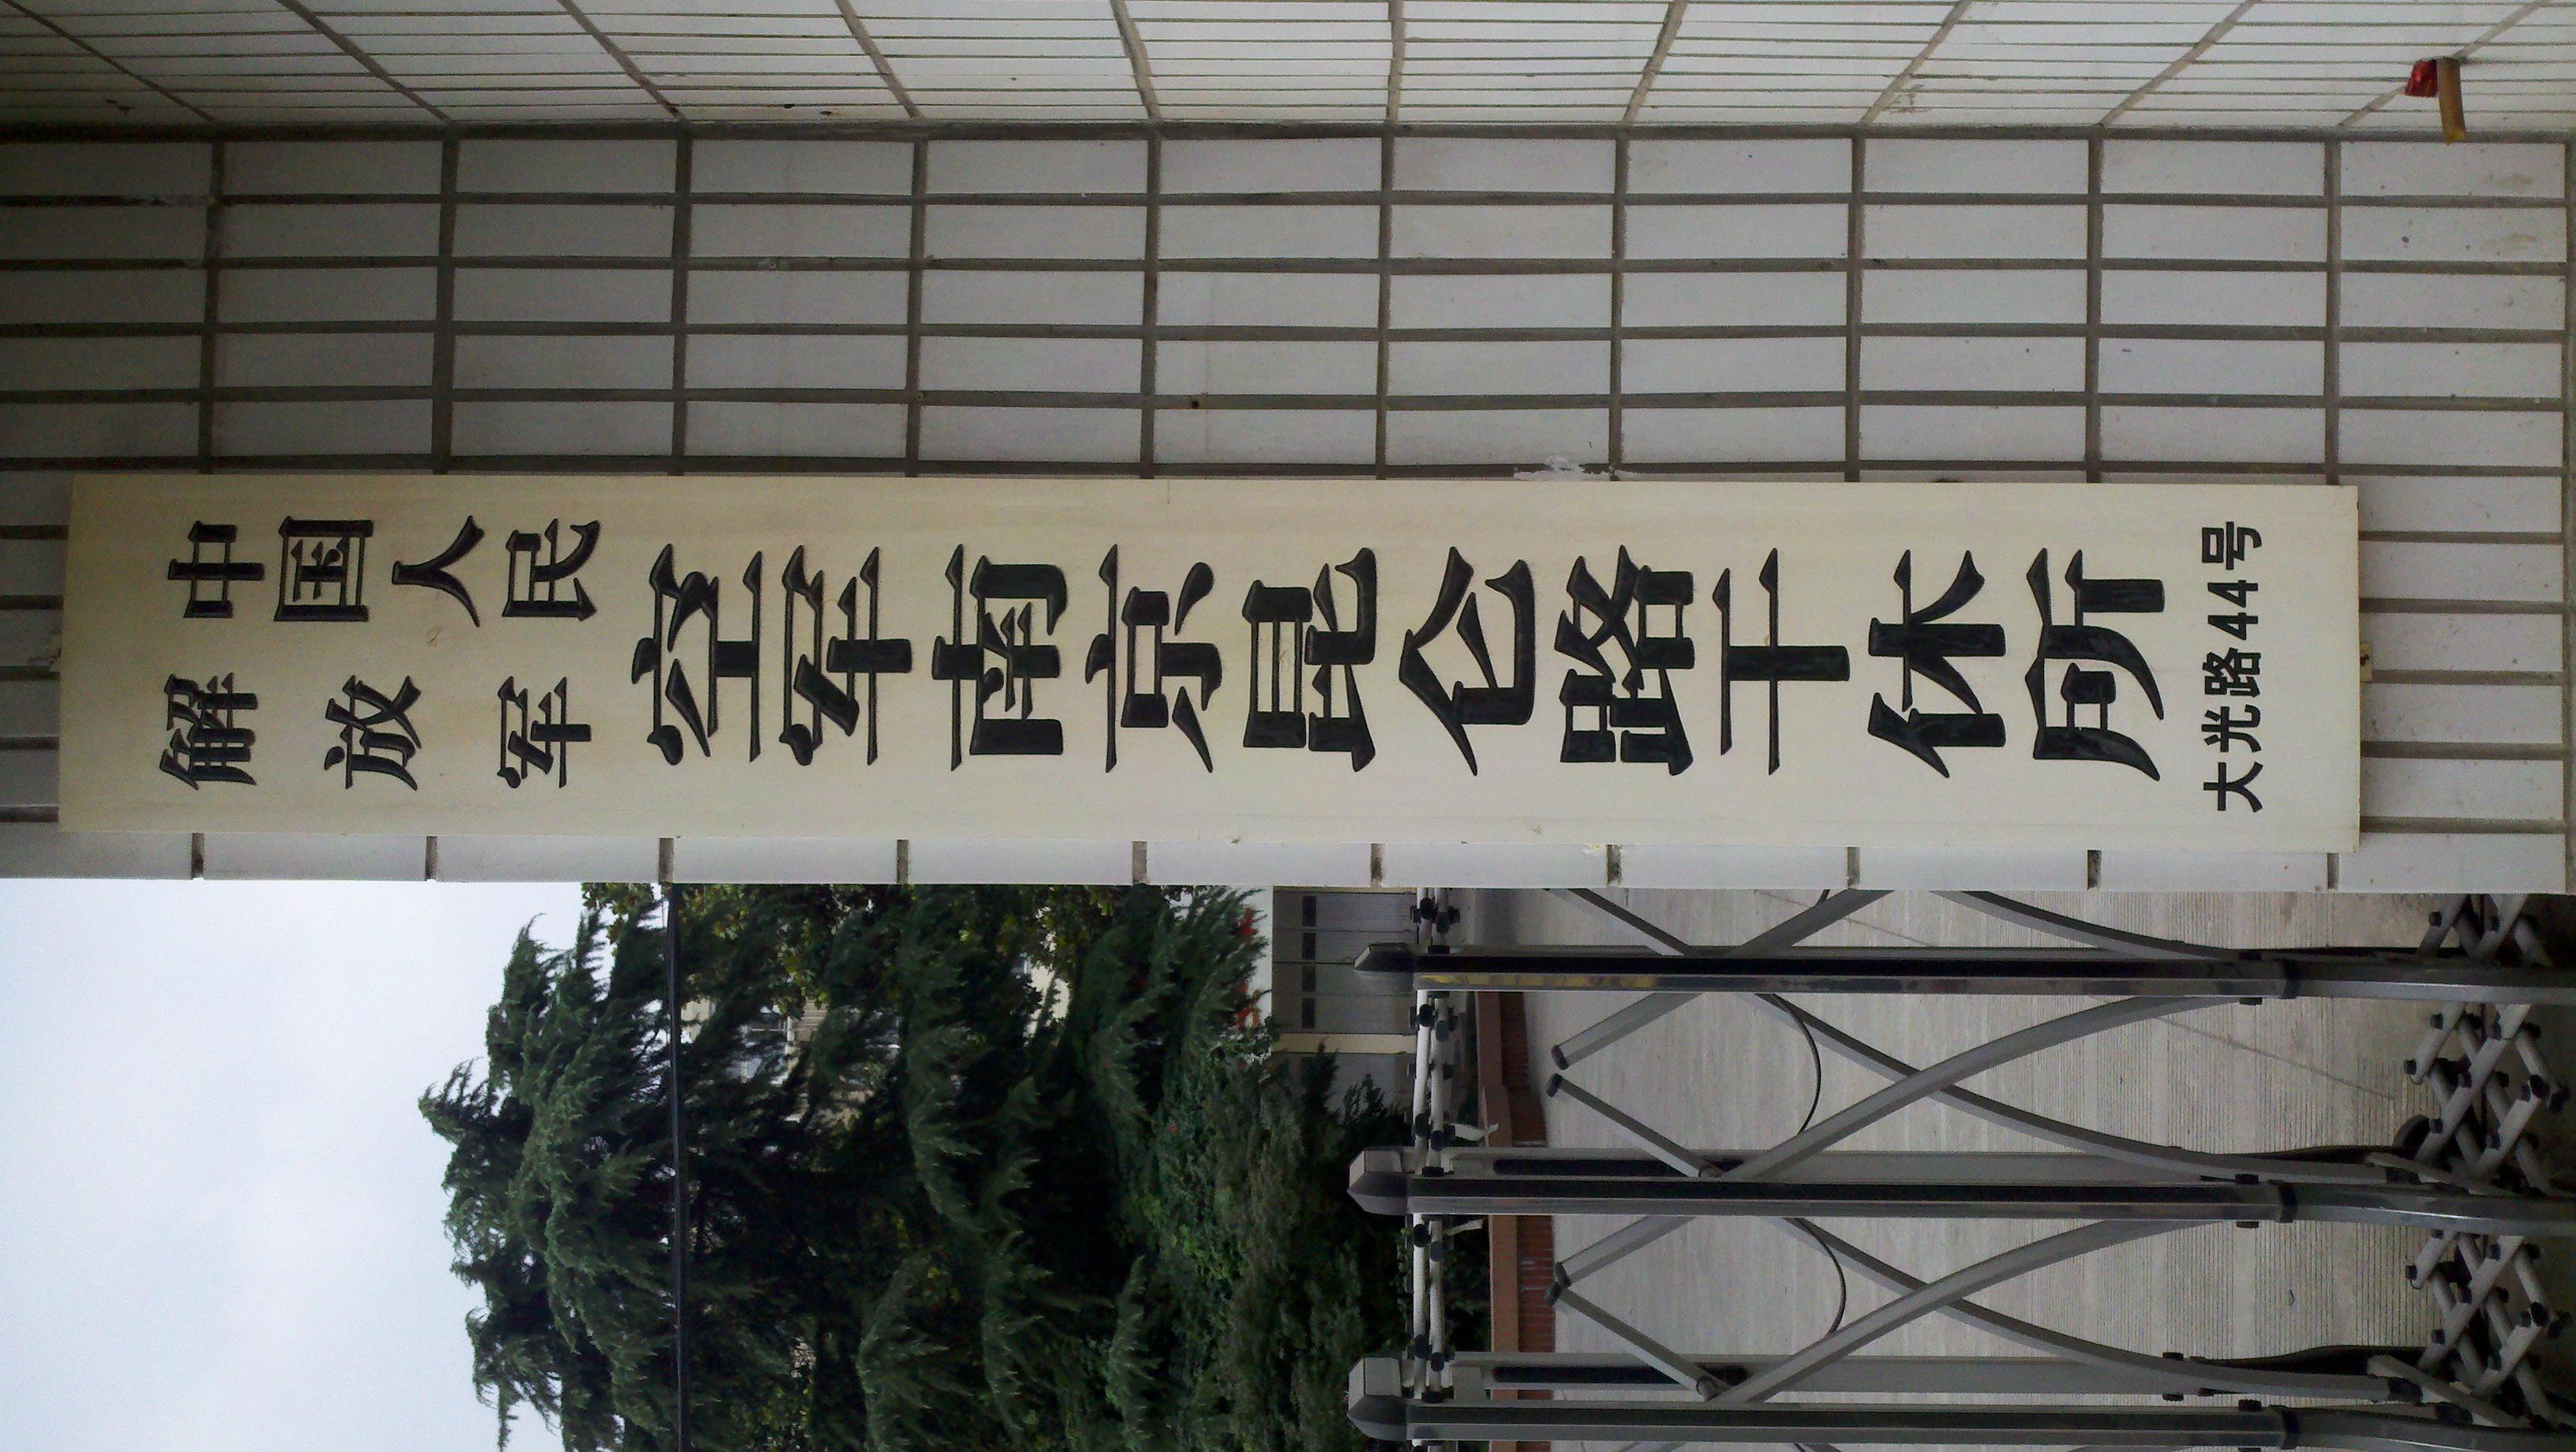 中国人民
解放军
空军南京昆仑路干休所
大光路44号